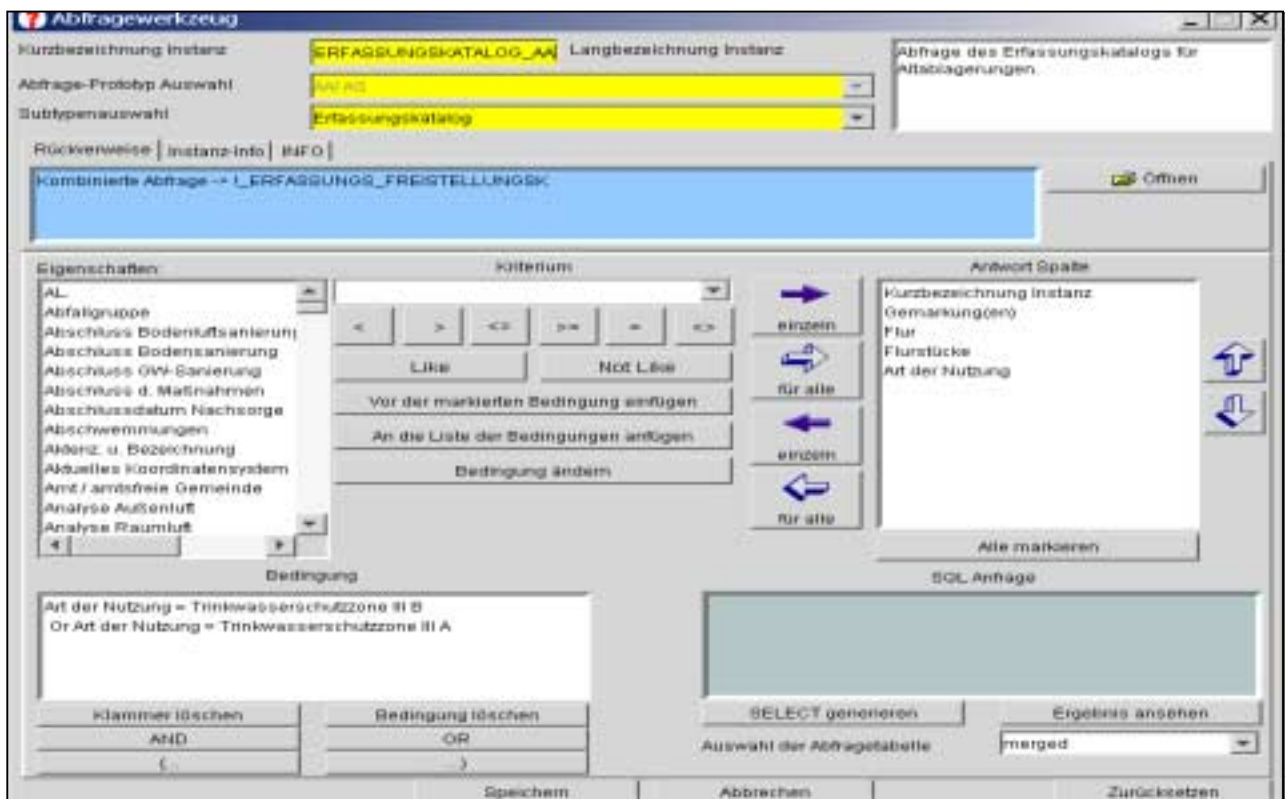 Abfragewerkzeug
Kurzbezeichnung Instanz
ERFASSUNGSKATALOG_AA
Langbezeichnung Instanz
Abfrage des Erfassungskatalogs für
Altablagerungen.
Abfrage-Prototyp Auswahl
Subtypenauswahl
Erfassungskatalog
Rückverweise
Instanz-Info
INFO
Kombinierte Abfrage -> !_ERFASSUNGS_FREISTELLUNGSK
Öffnen
Eigenschaften
AL
Abfallgruppe
Abschluss Bodenluftsanierung
Abschluss Bodensanierung
Abschluss GW-Sanierung
Abschluss d. Maßnahmen
Abschlussdatum Nachsorge
Abschwemmungen
Aktenz. u. Bezeichnung
Aktuelles Koordinatensystem
Amt / amtsfreie Gemeinde
Analyse Außenluft
Analyse Raumluft
Kriterium
< > <= >= = <>
Like
Not Like
Vor der markierten Bedingung einfügen
An die Liste der Bedingungen anfügen
Bedingung ändern
einzeln
für alle
einzeln
für alle
Antwort Spalte
Kurzbezeichnung Instanz
Gemarkung(en)
Flur
Flurstücke
Art der Nutzung
Alle markieren
Bedingung
Art der Nutzung = Trinkwasserschutzzone III B
Or Art der Nutzung = Trinkwasserschutzzone III A
Klammer löschen
Bedingung löschen
AND
OR
(..
..)
SQL Anfrage
SELECT generieren
Ergebnis ansehen
Auswahl der Abfragetabelle
merged
Speichern
Abbrechen
Zurücksetzen